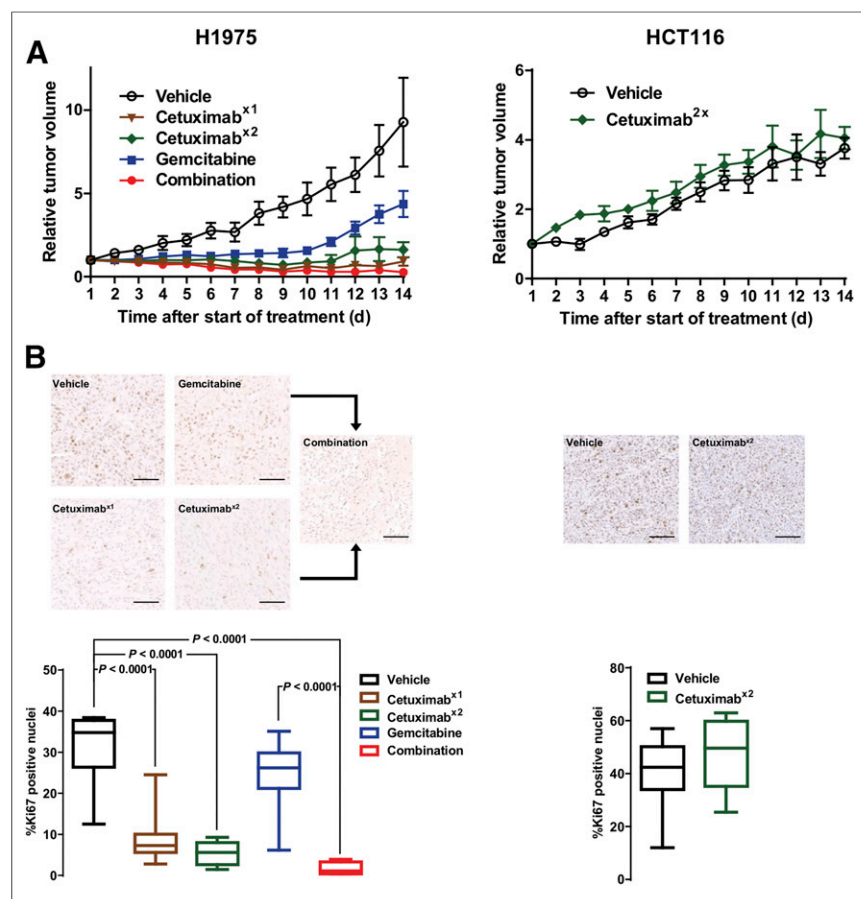 H1975
HCT116
A
Relative tumor volume
10
5
0
Vehicle
Cetuximab^x1
Cetuximab^x2
Gemcitabine
Combination
1 2 3 4 5 6 7 8 9 10 11 12 13 14
Time after start of treatment (d)
Relative tumor volume
6
4
2
0
Vehicle
Cetuximab^2x
1 2 3 4 5 6 7 8 9 10 11 12 13 14
Time after start of treatment (d)
B
Vehicle
Gemcitabine
Combination
Cetuximab^x1
Cetuximab^x2
Vehicle
Cetuximab^x2
%Ki67 positive nuclei
50
40
30
20
10
0
P < 0.0001
P < 0.0001
P < 0.0001
P < 0.0001
Vehicle
Cetuximab^x1
Cetuximab^x2
Gemcitabine
Combination
%Ki67 positive nuclei
80
60
40
20
0
Vehicle
Cetuximab^x2